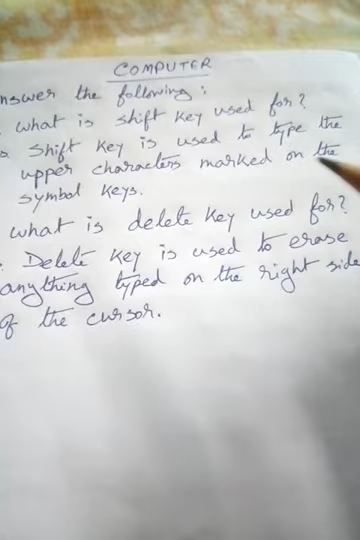 COMPUTER
nswer the following :
what is shift key used for?
shift key is used to type the
upper characters marked on the
symbol keys.
what is delete key used for?
: Delete key is used to erase
anything typed on the right side
of the cursor.